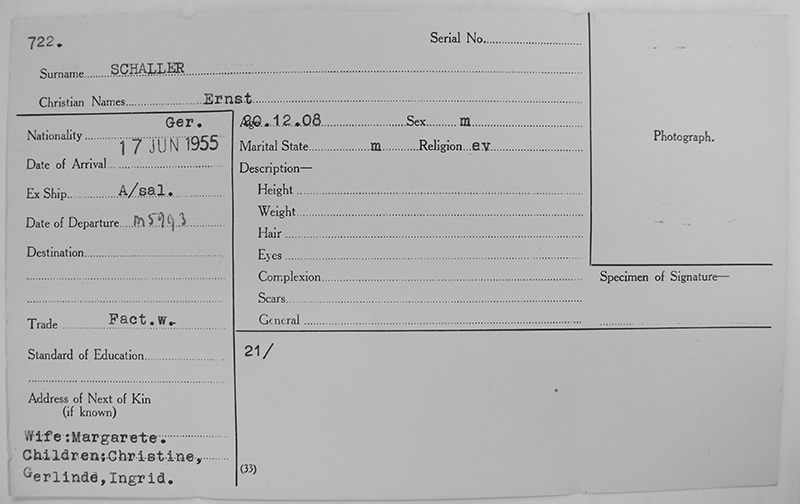 722.
Serial No.
Surname SCHALLER
Christian Names Ernst
Nationality Ger.
Date of Arrival 17 JUN 1955
Ex Ship A/sal.
Date of Departure
Destination
Trade Fact.w.
Standard of Education
Address of Next of Kin
(if known)
Wife:Margarete.
Children:Christine,
Gerlinde,Ingrid.
Age 20.12.08 Sex m
Marital State m Religion ev
Description—
Height
Weight
Hair
Eyes
Complexion
Scars
General
21/
(33)
Photograph.
Specimen of Signature—